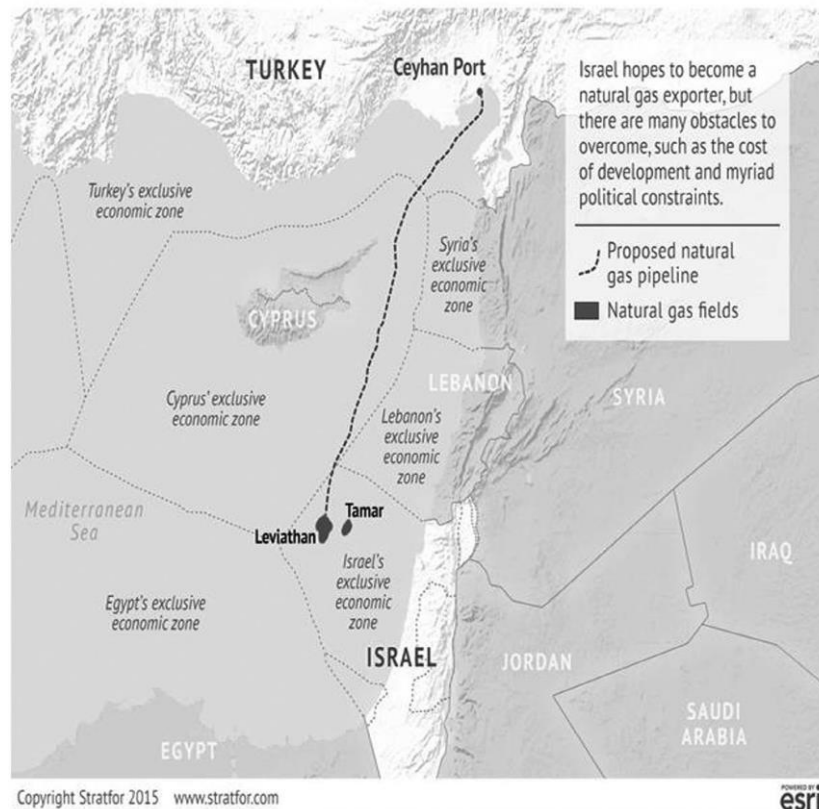 TURKEY
Ceyhan Port
Israel hopes to become a
natural gas exporter, but
there are many obstacles to
overcome, such as the cost
of development and myriad
political constraints.
Proposed natural
gas pipeline
Natural gas fields
Turkey's exclusive
economic zone
Syria's
exclusive
economic
zone
CYPRUS
LEBANON
SYRIA
Cyprus' exclusive
economic zone
Lebanon's
exclusive
economic
zone
Mediterranean
Sea
Tamar
Leviathan
Israel's
exclusive
economic
zone
IRAQ
Egypt's exclusive
economic zone
ISRAEL
JORDAN
SAUDI
ARABIA
EGYPT
Copyright Stratfor 2015 www.stratfor.com
POWERED BY
esri